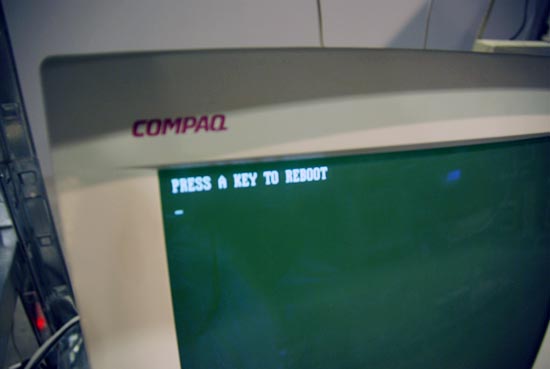 COMPAQ
PRESS A KEY TO REBOOT